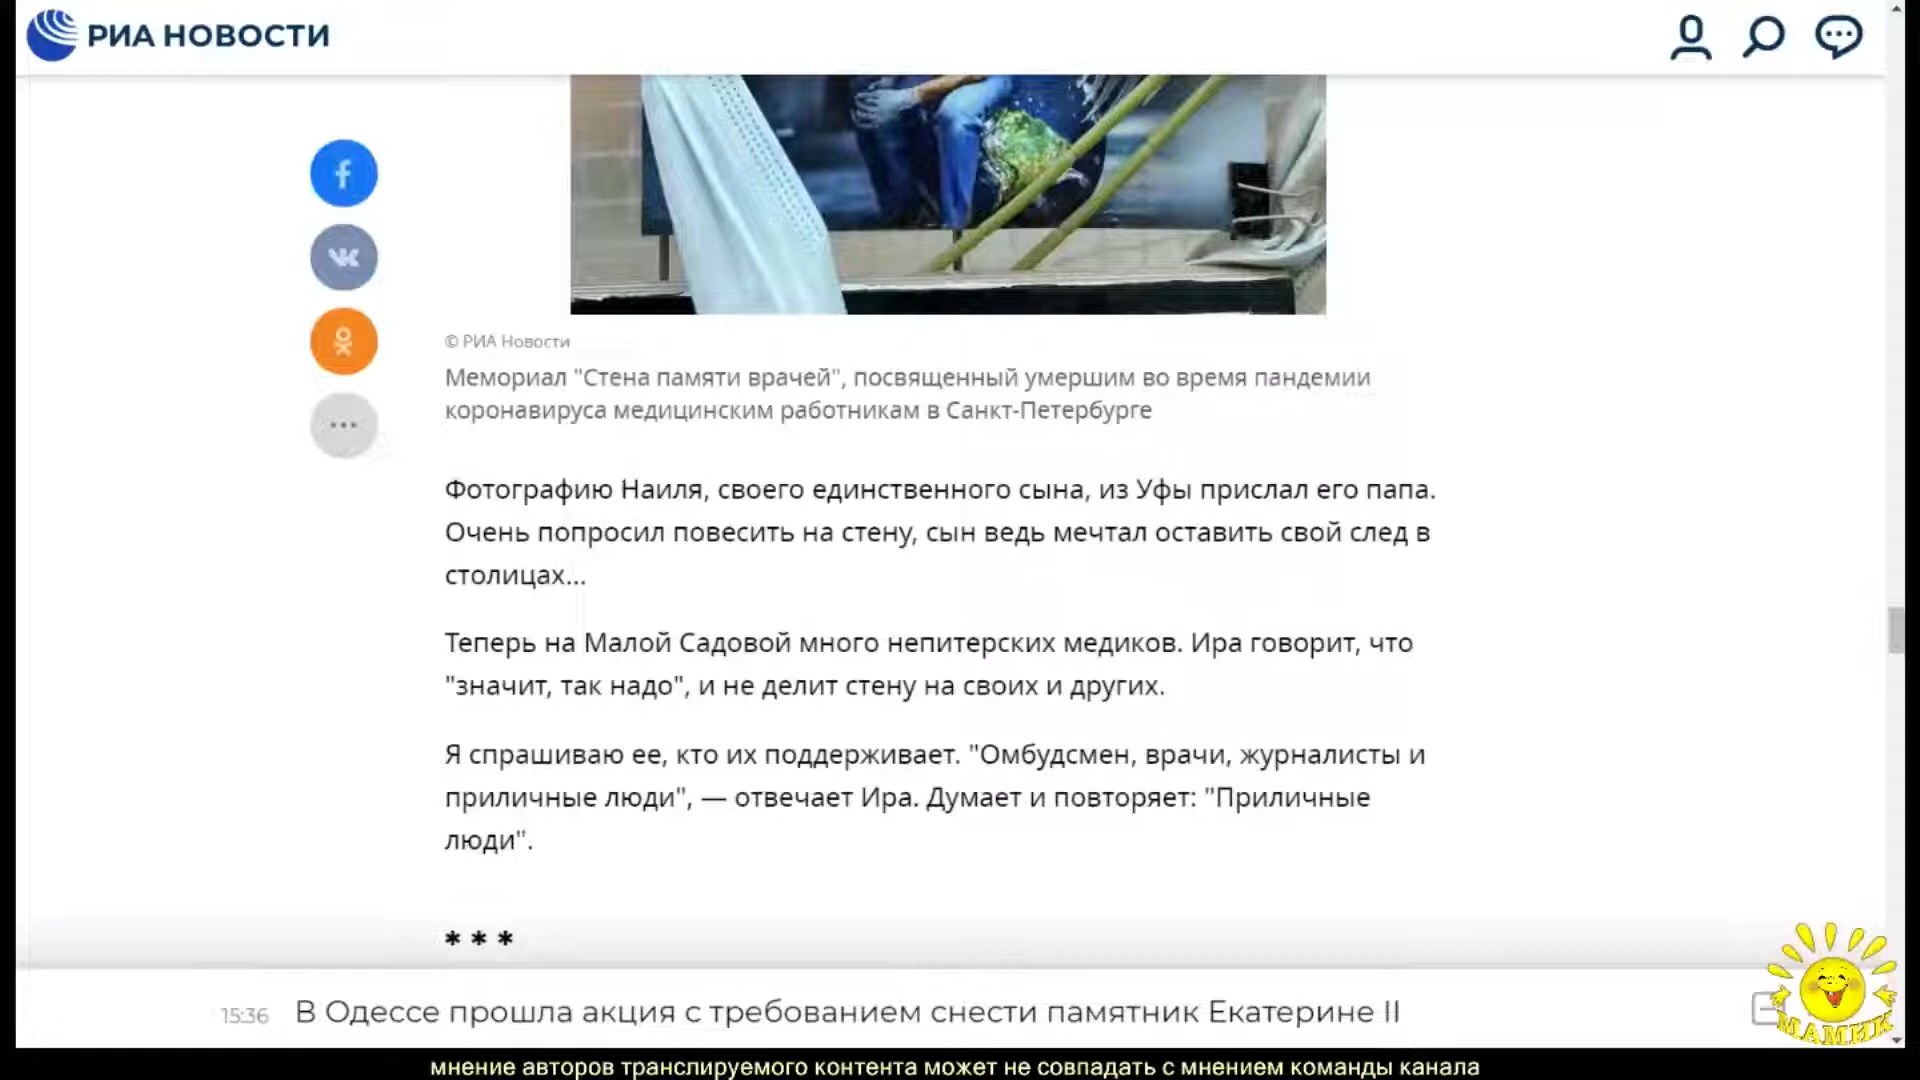 РИА НОВОСТИ
© РИА Новости
Мемориал "Стена памяти врачей", посвященный умершим во время пандемии
коронавируса медицинским работникам в Санкт-Петербурге
Фотографию Наиля, своего единственного сына, из Уфы прислал его папа.
Очень попросил повесить на стену, сын ведь мечтал оставить свой след в
столицах...
Теперь на Малой Садовой много непитерских медиков. Ира говорит, что
"значит, так надо", и не делит стену на своих и других.
Я спрашиваю ее, кто их поддерживает. "Омбудсмен, врачи, журналисты и
приличные люди", — отвечает Ира. Думает и повторяет: "Приличные
люди".
* * *
15:36 В Одессе прошла акция с требованием снести памятник Екатерине II
МАМИК
мнение авторов транслируемого контента может не совпадать с мнением команды канала